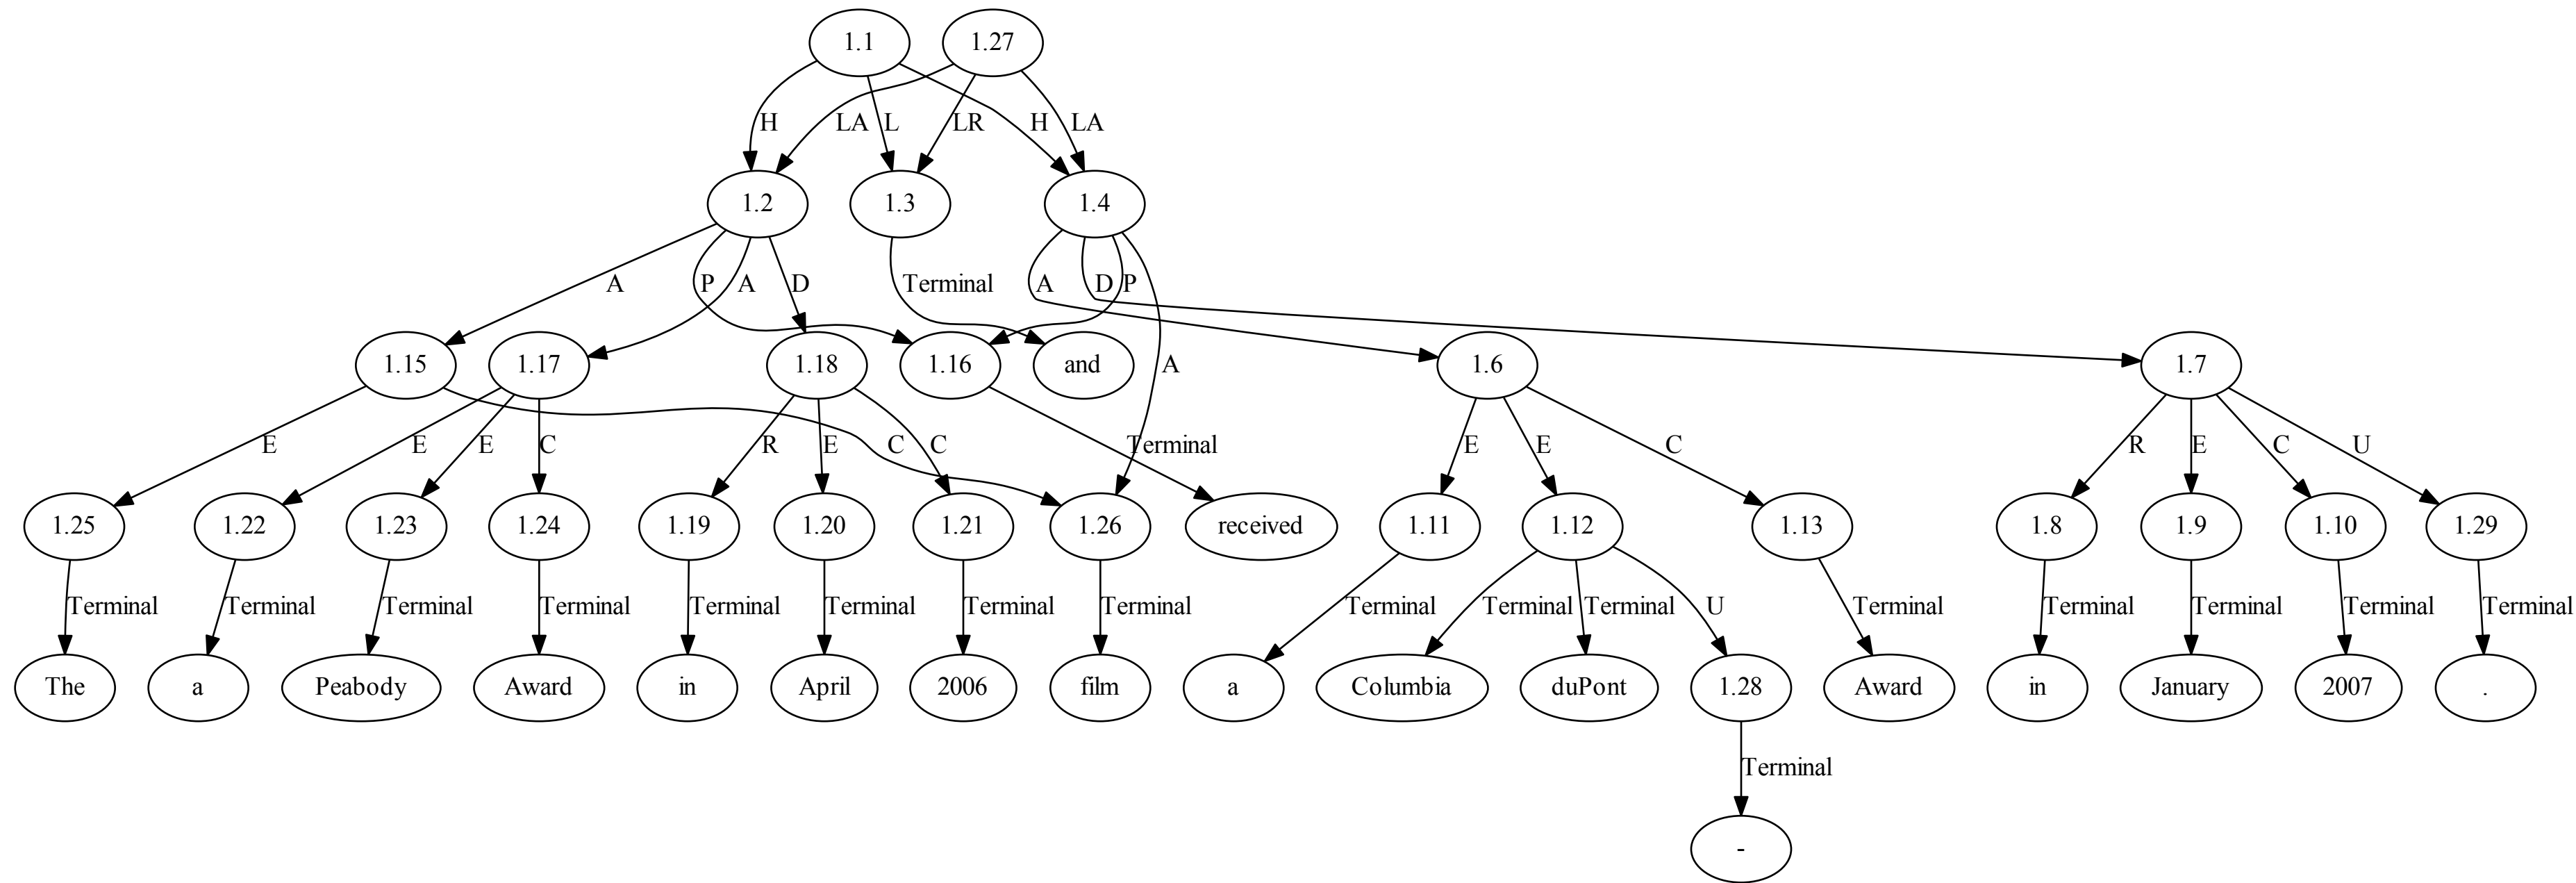 1.1 1.27
H LA L LR H LA
1.2 1.3 1.4
A P A D Terminal A D P
1.15 1.17 1.18 1.16 and 1.6 1.7
A
E E E C R E C C Terminal E E C R E C U
1.25 1.22 1.23 1.24 1.19 1.20 1.21 1.26 received 1.11 1.12 1.13 1.8 1.9 1.10 1.29
Terminal Terminal Terminal Terminal Terminal Terminal Terminal Terminal Terminal Terminal Terminal U Terminal Terminal Terminal Terminal Terminal
The a Peabody Award in April 2006 film a Columbia duPont 1.28 Award in January 2007 .
Terminal
-